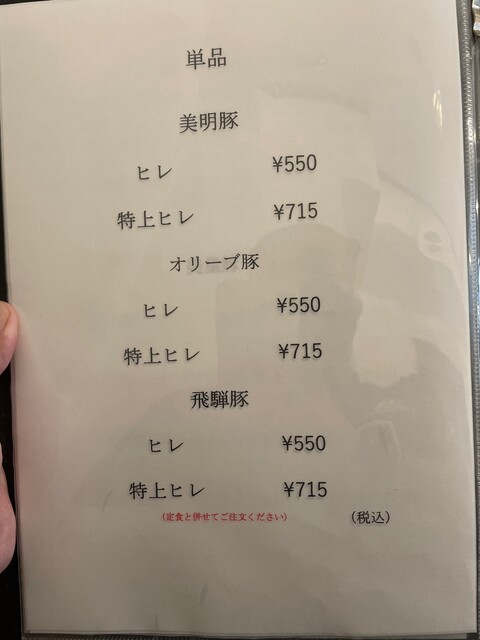 単品
美明豚
ヒレ ¥550
特上ヒレ ¥715
オリーブ豚
ヒレ ¥550
特上ヒレ ¥715
飛騨豚
ヒレ ¥550
特上ヒレ ¥715
(定食と併せてご注文ください) (税込)